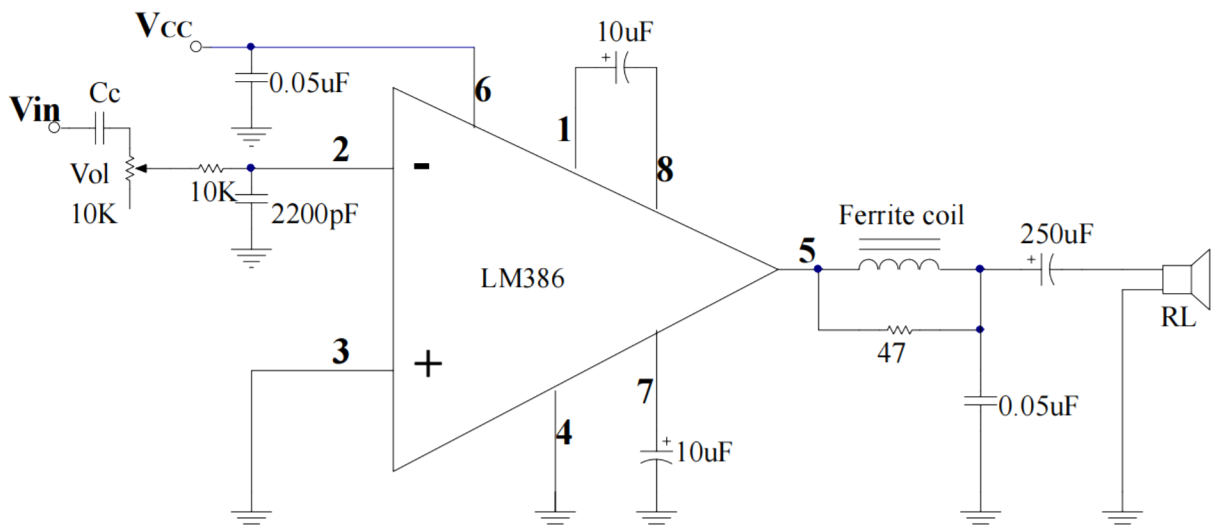 VCC
10uF
0.05uF
6
Cc
Vin
1
2
-
8
Vol
10K
10K
2200pF
Ferrite coil
250uF
5
+
LM386
RL
3
+
47
7
0.05uF
4
+
10uF
+